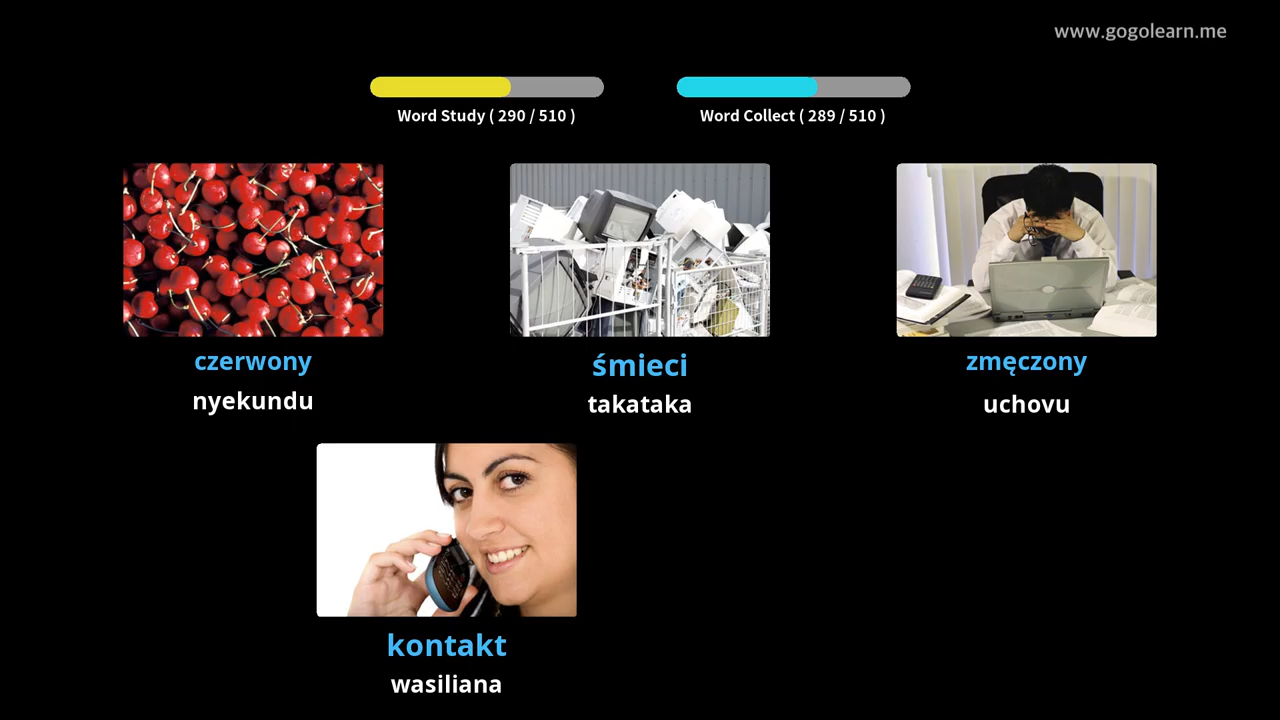 www.gogolearn.me
Word Study ( 290 / 510 )
Word Collect ( 289 / 510 )
czerwony
nyekundu
śmieci
takataka
zmęczony
uchovu
kontakt
wasiliana